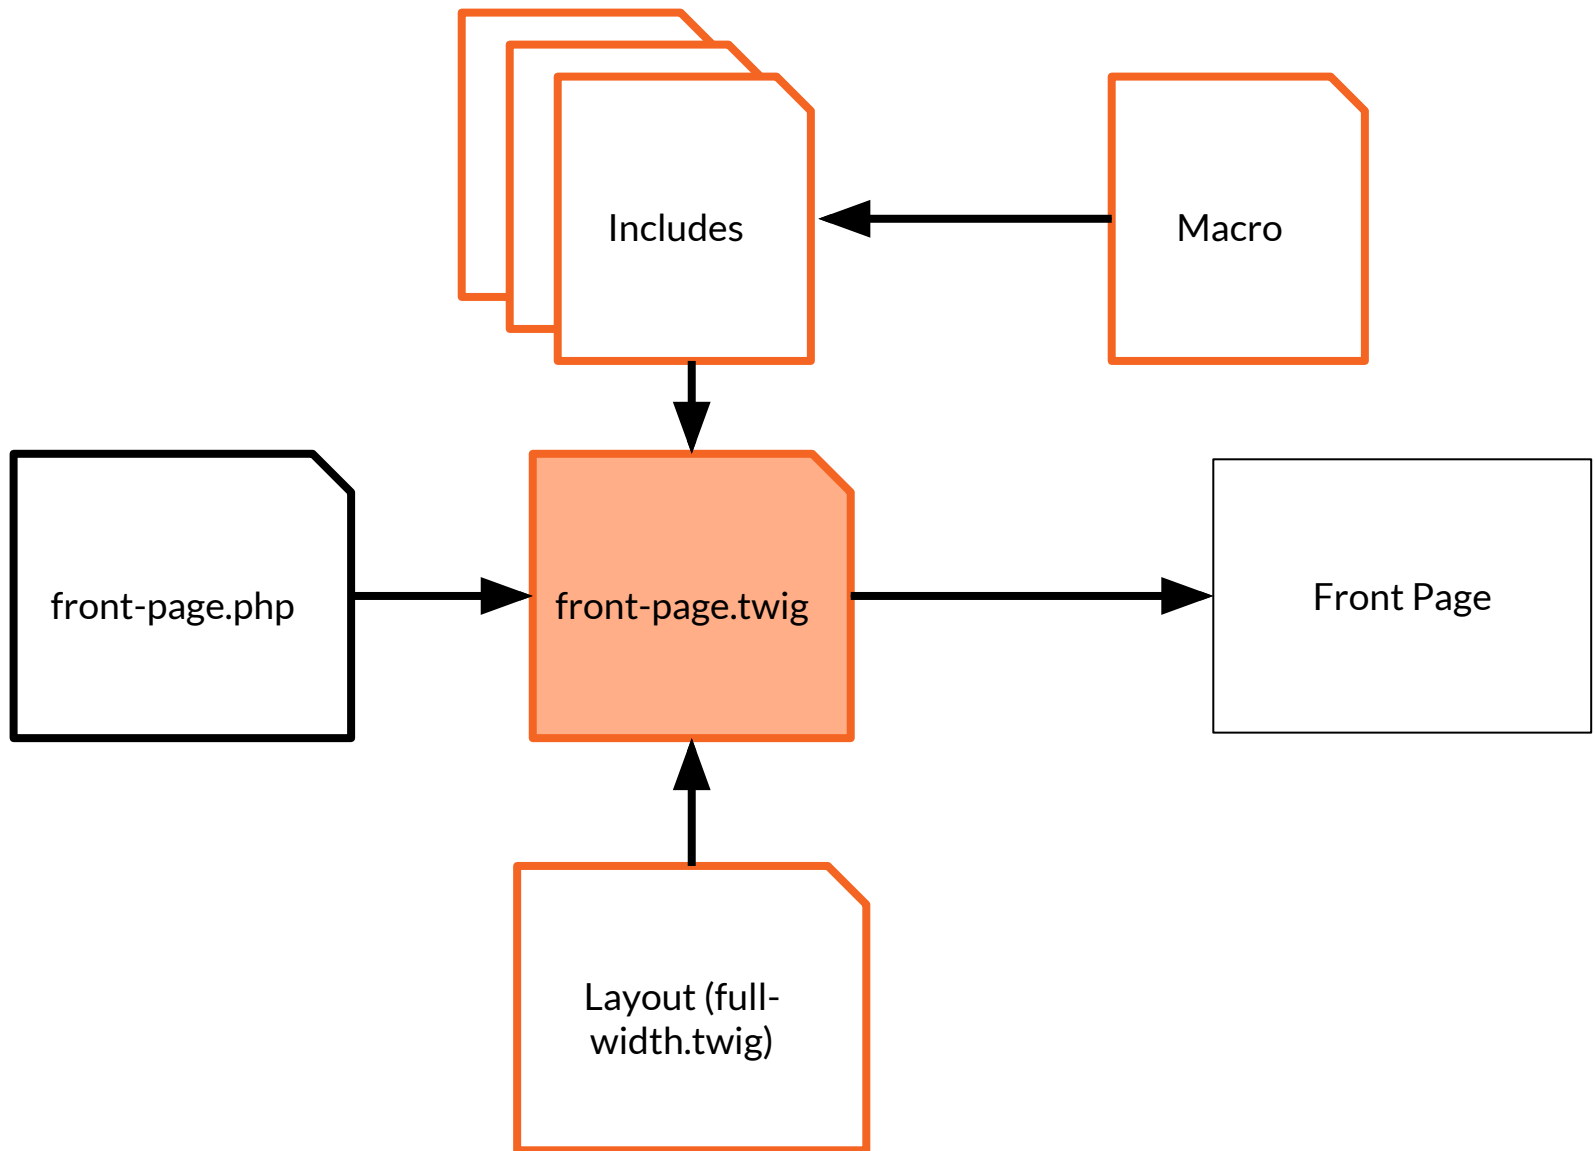 Includes
Macro
front-page.php
front-page.twig
Front Page
Layout (full-
width.twig)